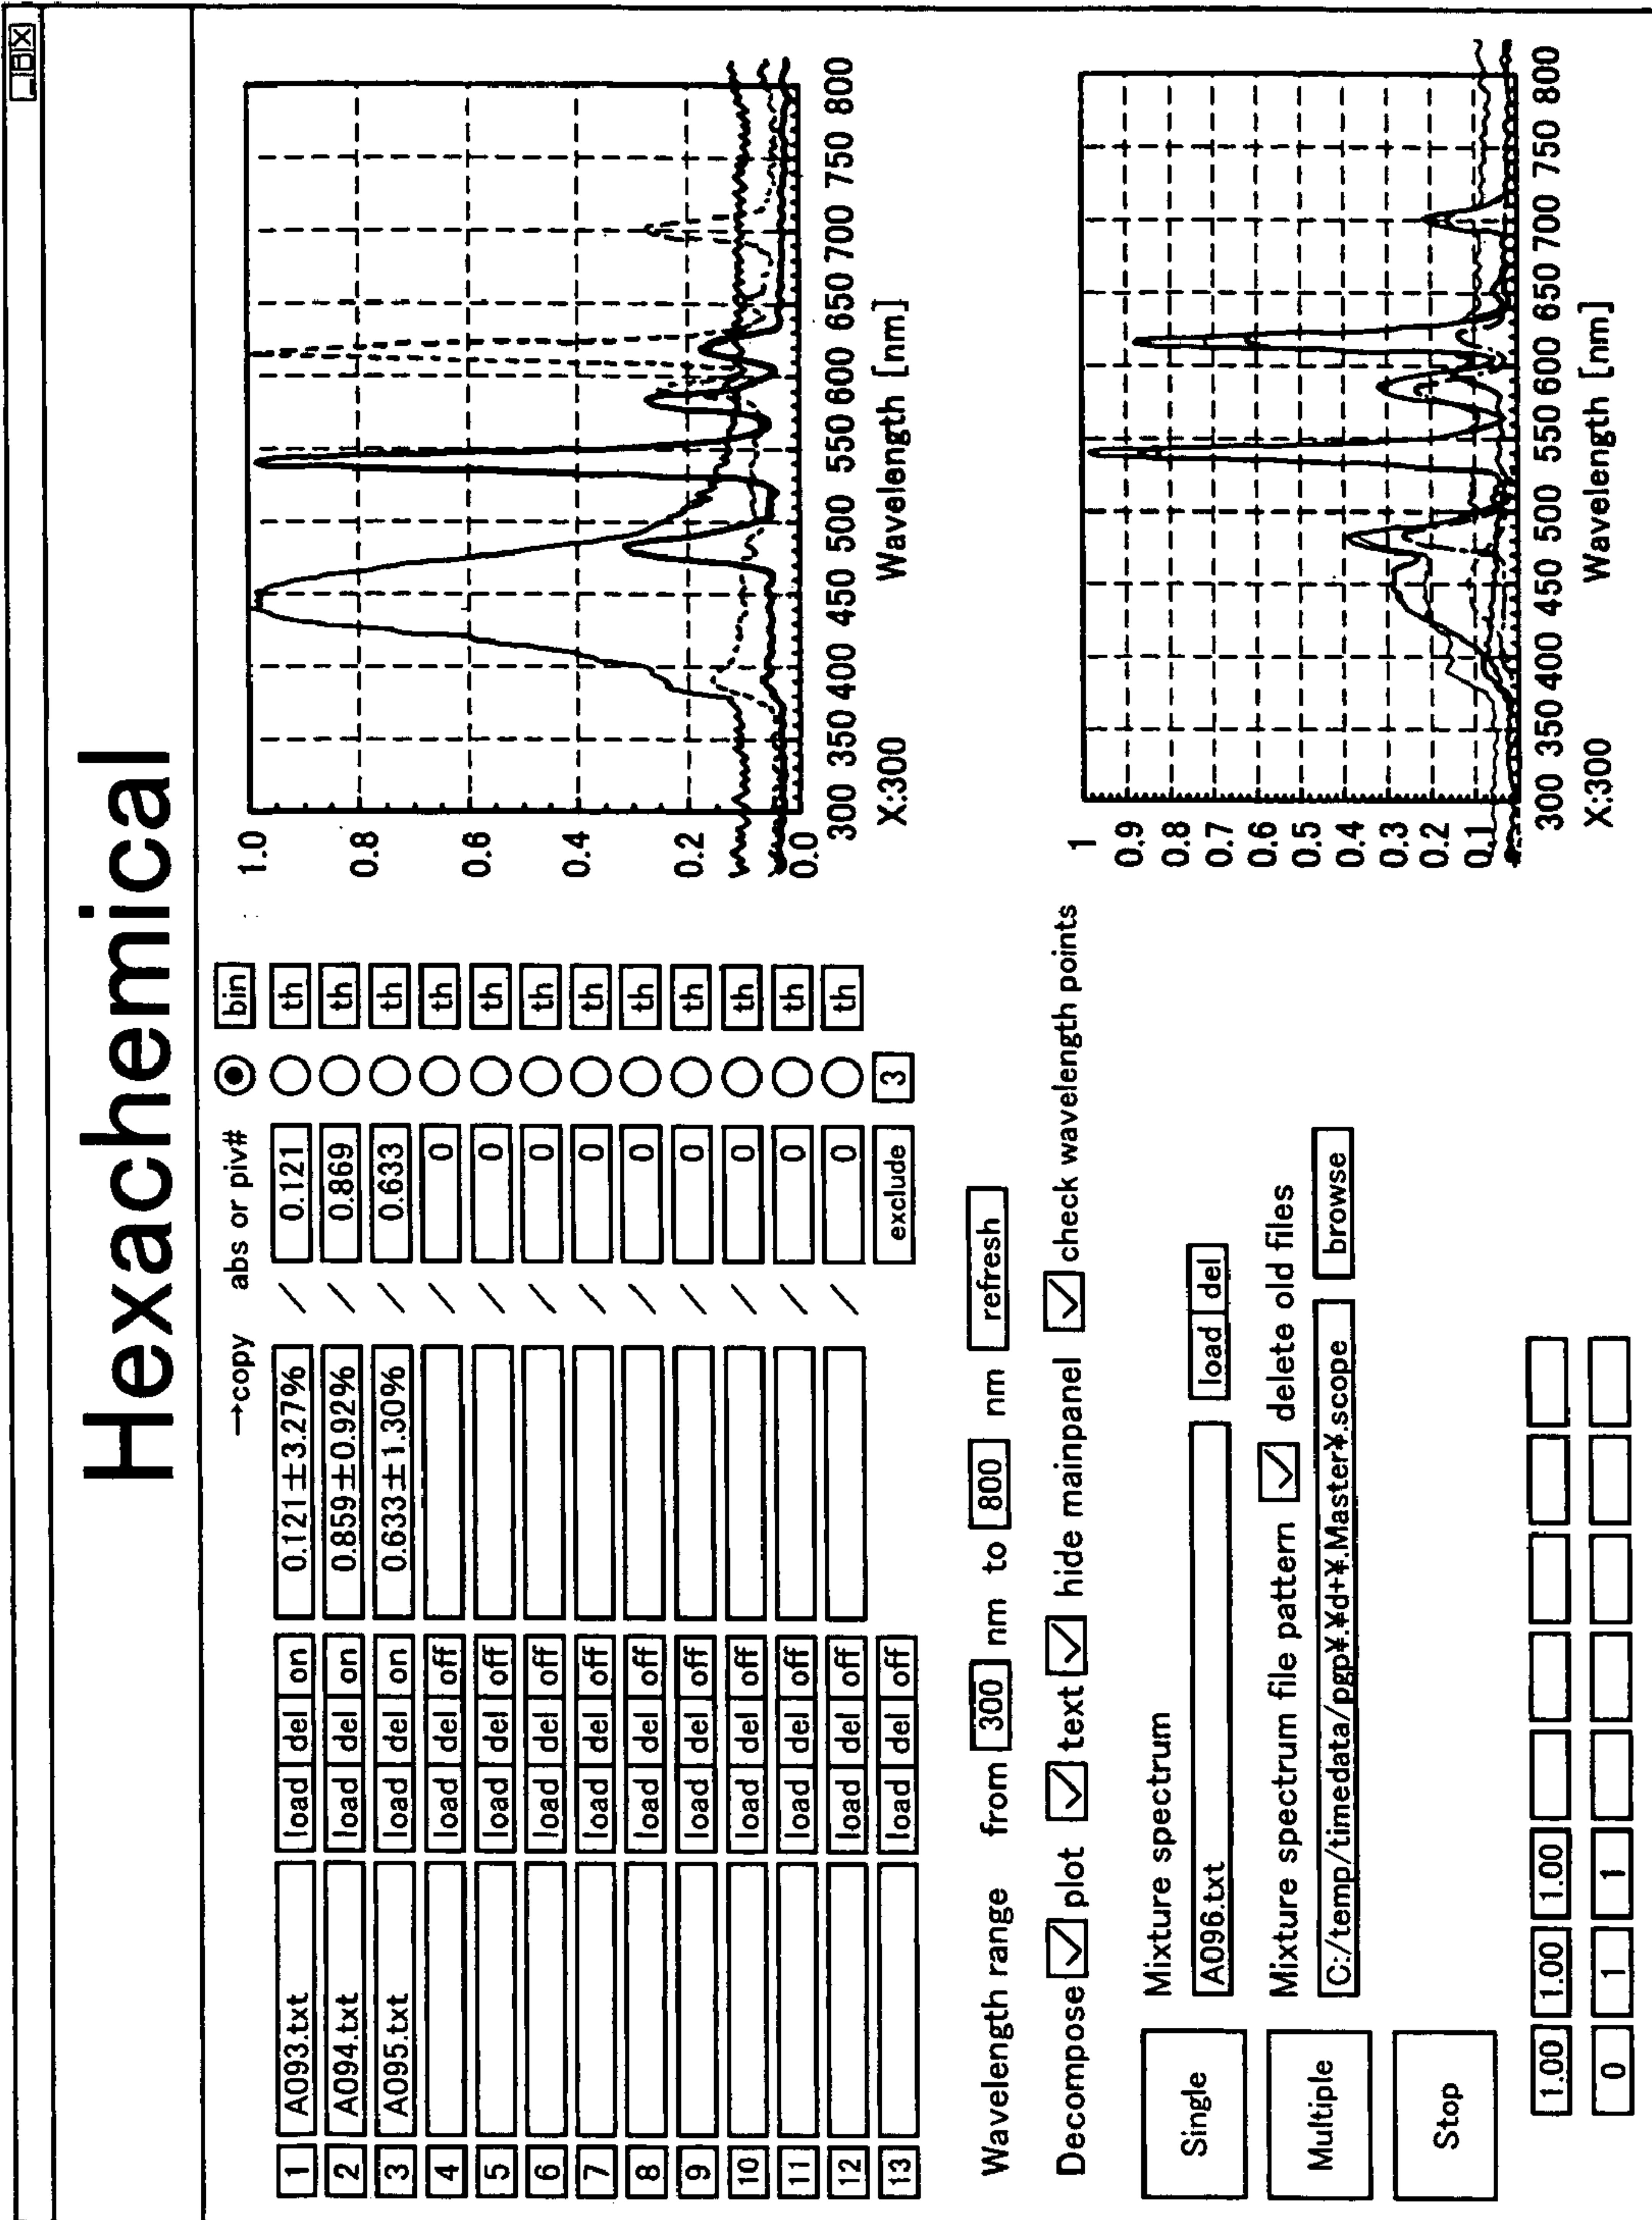 Hexachemical
→copy abs or piv# bin
1 A093.txt load del on 0.121±3.27% / 0.121 th
2 A094.txt load del on 0.859±0.92% / 0.869 th
3 A095.txt load del on 0.633±1.30% / 0.633 th
4 load del off / 0 th
5 load del off / 0 th
6 load del off / 0 th
7 load del off / 0 th
8 load del off / 0 th
9 load del off / 0 th
10 load del off / 0 th
11 load del off / 0 th
12 load del off / 0 th
13 load del off exclude 3
Wavelength range from 300 nm to 800 nm refresh
Decompose plot text hide mainpanel check wavelength points
Single
Mixture spectrum
A096.txt load del
Multiple
Mixture spectrum file pattern delete old files
C:/temp/timedata/pgp¥.¥d+¥.Master¥.scope browse
Stop
1.00 1.00 1.00
0 1 1
1.0
0.8
0.6
0.4
0.2
0.0
300 350 400 450 500 550 600 650 700 750 800
X:300 Wavelength [nm]
1
0.9
0.8
0.7
0.6
0.5
0.4
0.3
0.2
0.1
300 350 400 450 500 550 600 650 700 750 800
X:300 Wavelength [nm]